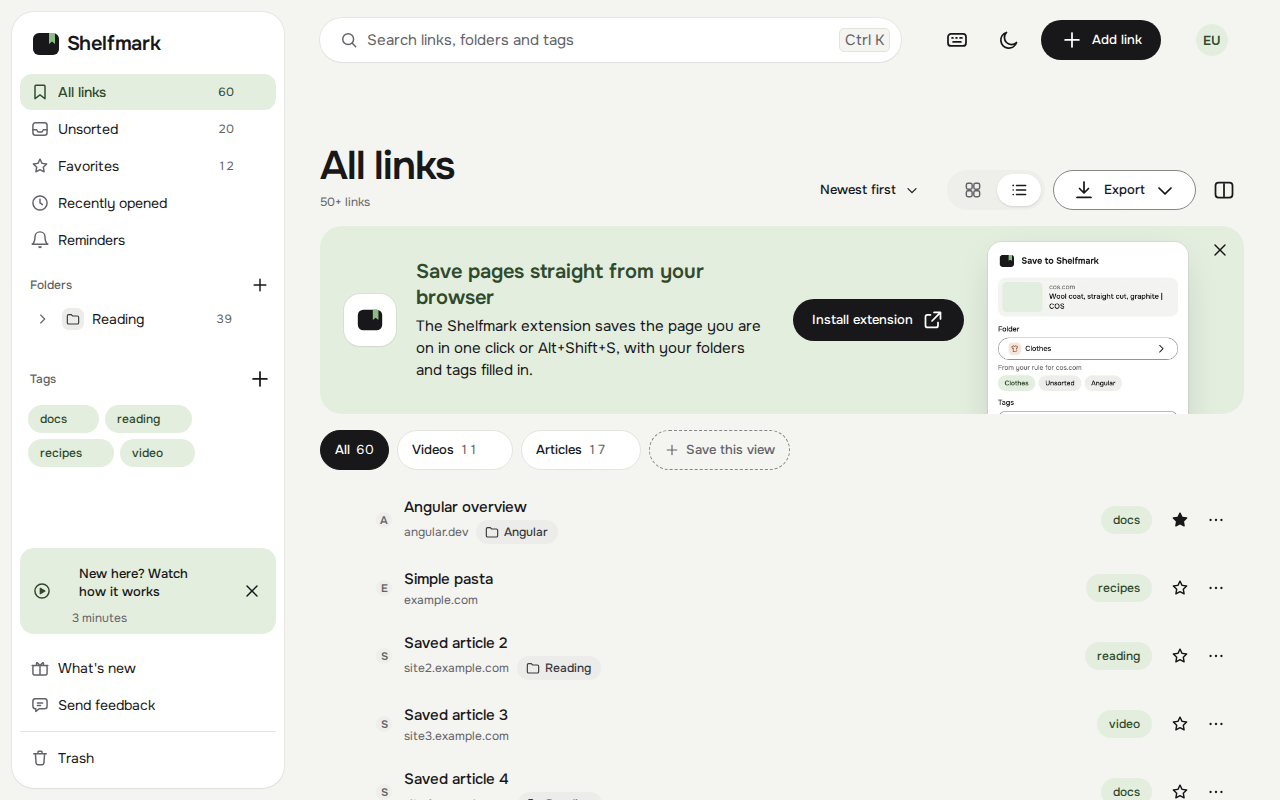 Shelfmark
Search links, folders and tags
Ctrl K
Add link
EU
All links 60
Unsorted 20
Favorites 12
Recently opened
Reminders
Folders
Reading 39
Tags
docs reading
recipes video
New here? Watch
how it works
3 minutes
What's new
Send feedback
Trash
All links
50+ links
Newest first
Export
Save pages straight from your
browser
The Shelfmark extension saves the page you are
on in one click or Alt+Shift+S, with your folders
and tags filled in.
Install extension
Save to Shelfmark
cos.com
Wool coat, straight cut, graphite |
COS
Folder
Clothes
From your rule for cos.com
Clothes Unsorted Angular
Tags
All 60 Videos 11 Articles 17 Save this view
A
Angular overview
angular.dev Angular
docs
E
Simple pasta
example.com
recipes
S
Saved article 2
site2.example.com Reading
reading
S
Saved article 3
site3.example.com
video
S
Saved article 4
docs